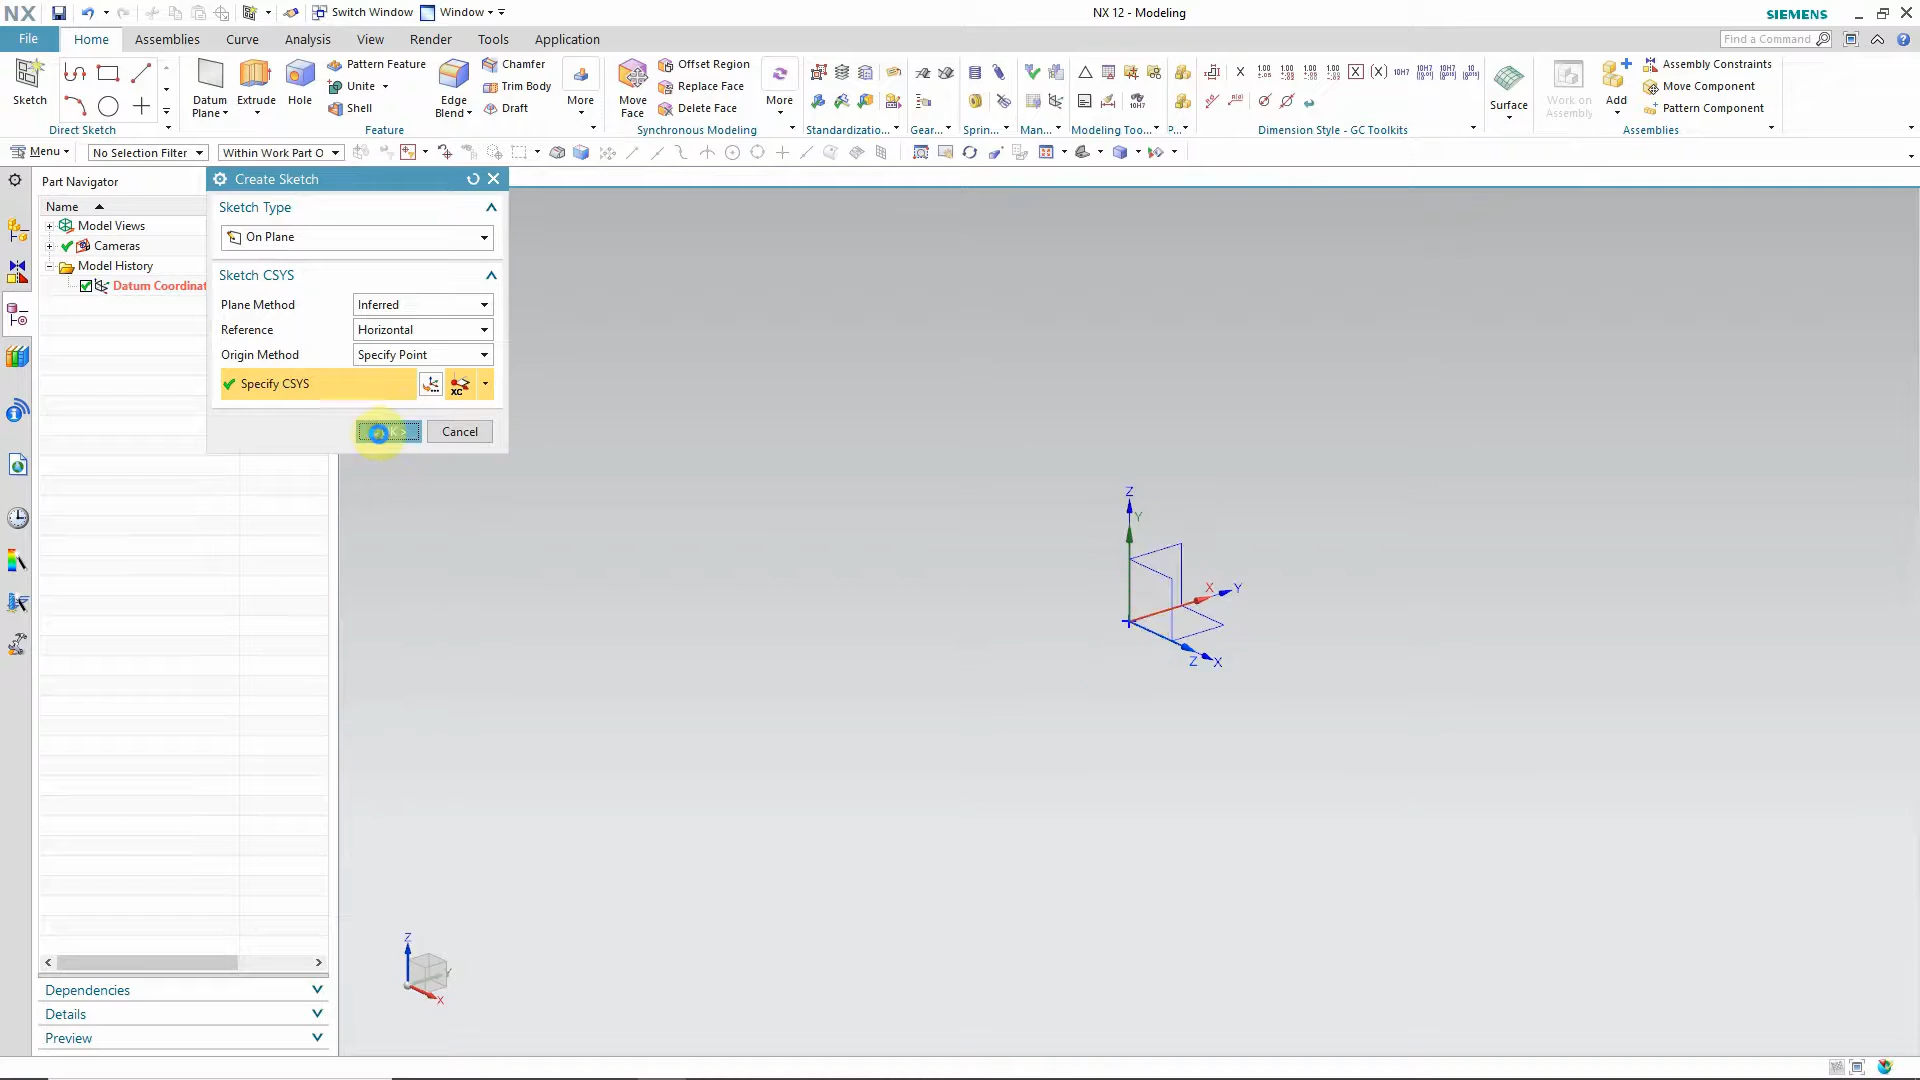 NX
Switch Window
Window
NX 12 - Modeling
SIEMENS
File
Home
Assemblies
Curve
Analysis
View
Render
Tools
Application
Find a Command
Sketch
Direct Sketch
Datum
Plane
Extrude
Hole
Pattern Feature
Unite
Shell
Edge
Blend
Chamfer
Trim Body
Draft
More
Feature
Move
Face
Offset Region
Replace Face
Delete Face
More
Synchronous Modeling
Standardizatio...
Gear...
Sprin...
Man...
Modeling Too...
P...
Dimension Style - GC Toolkits
Surface
Work on
Assembly
Add
Assembly Constraints
Move Component
Pattern Component
Assemblies
Menu
No Selection Filter
Within Work Part O
Part Navigator
Name
Model Views
Cameras
Model History
Datum Coordinat
Create Sketch
Sketch Type
On Plane
Sketch CSYS
Plane Method
Inferred
Reference
Horizontal
Origin Method
Specify Point
Specify CSYS
XC
Cancel
Z
Y
X
Y
Z
X
Z
Y
X
Dependencies
Details
Preview